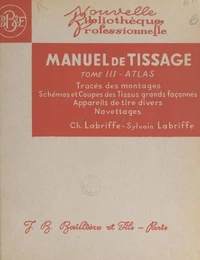 Nouvelle
Bibliothèque
Professionnelle
MANUEL DE TISSAGE
TOME III - ATLAS
Tracés des montages
Schémas et Coupes des Tissus grands façonnés
Appareils de tire divers
Navettages
Ch. Labriffe - Sylvain Labriffe
J. B. Baillière et Fils - Paris